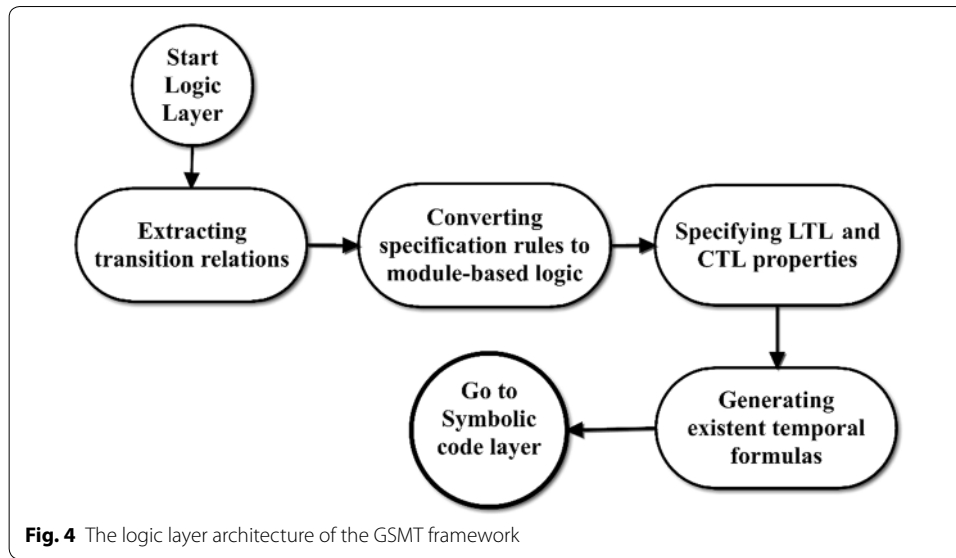 Start
Logic
Layer
Extracting
transition relations
Converting
specification rules to
module-based logic
Specifying LTL and
CTL properties
Generating
existent temporal
formulas
Go to
Symbolic
code layer
Fig. 4 The logic layer architecture of the GSMT framework